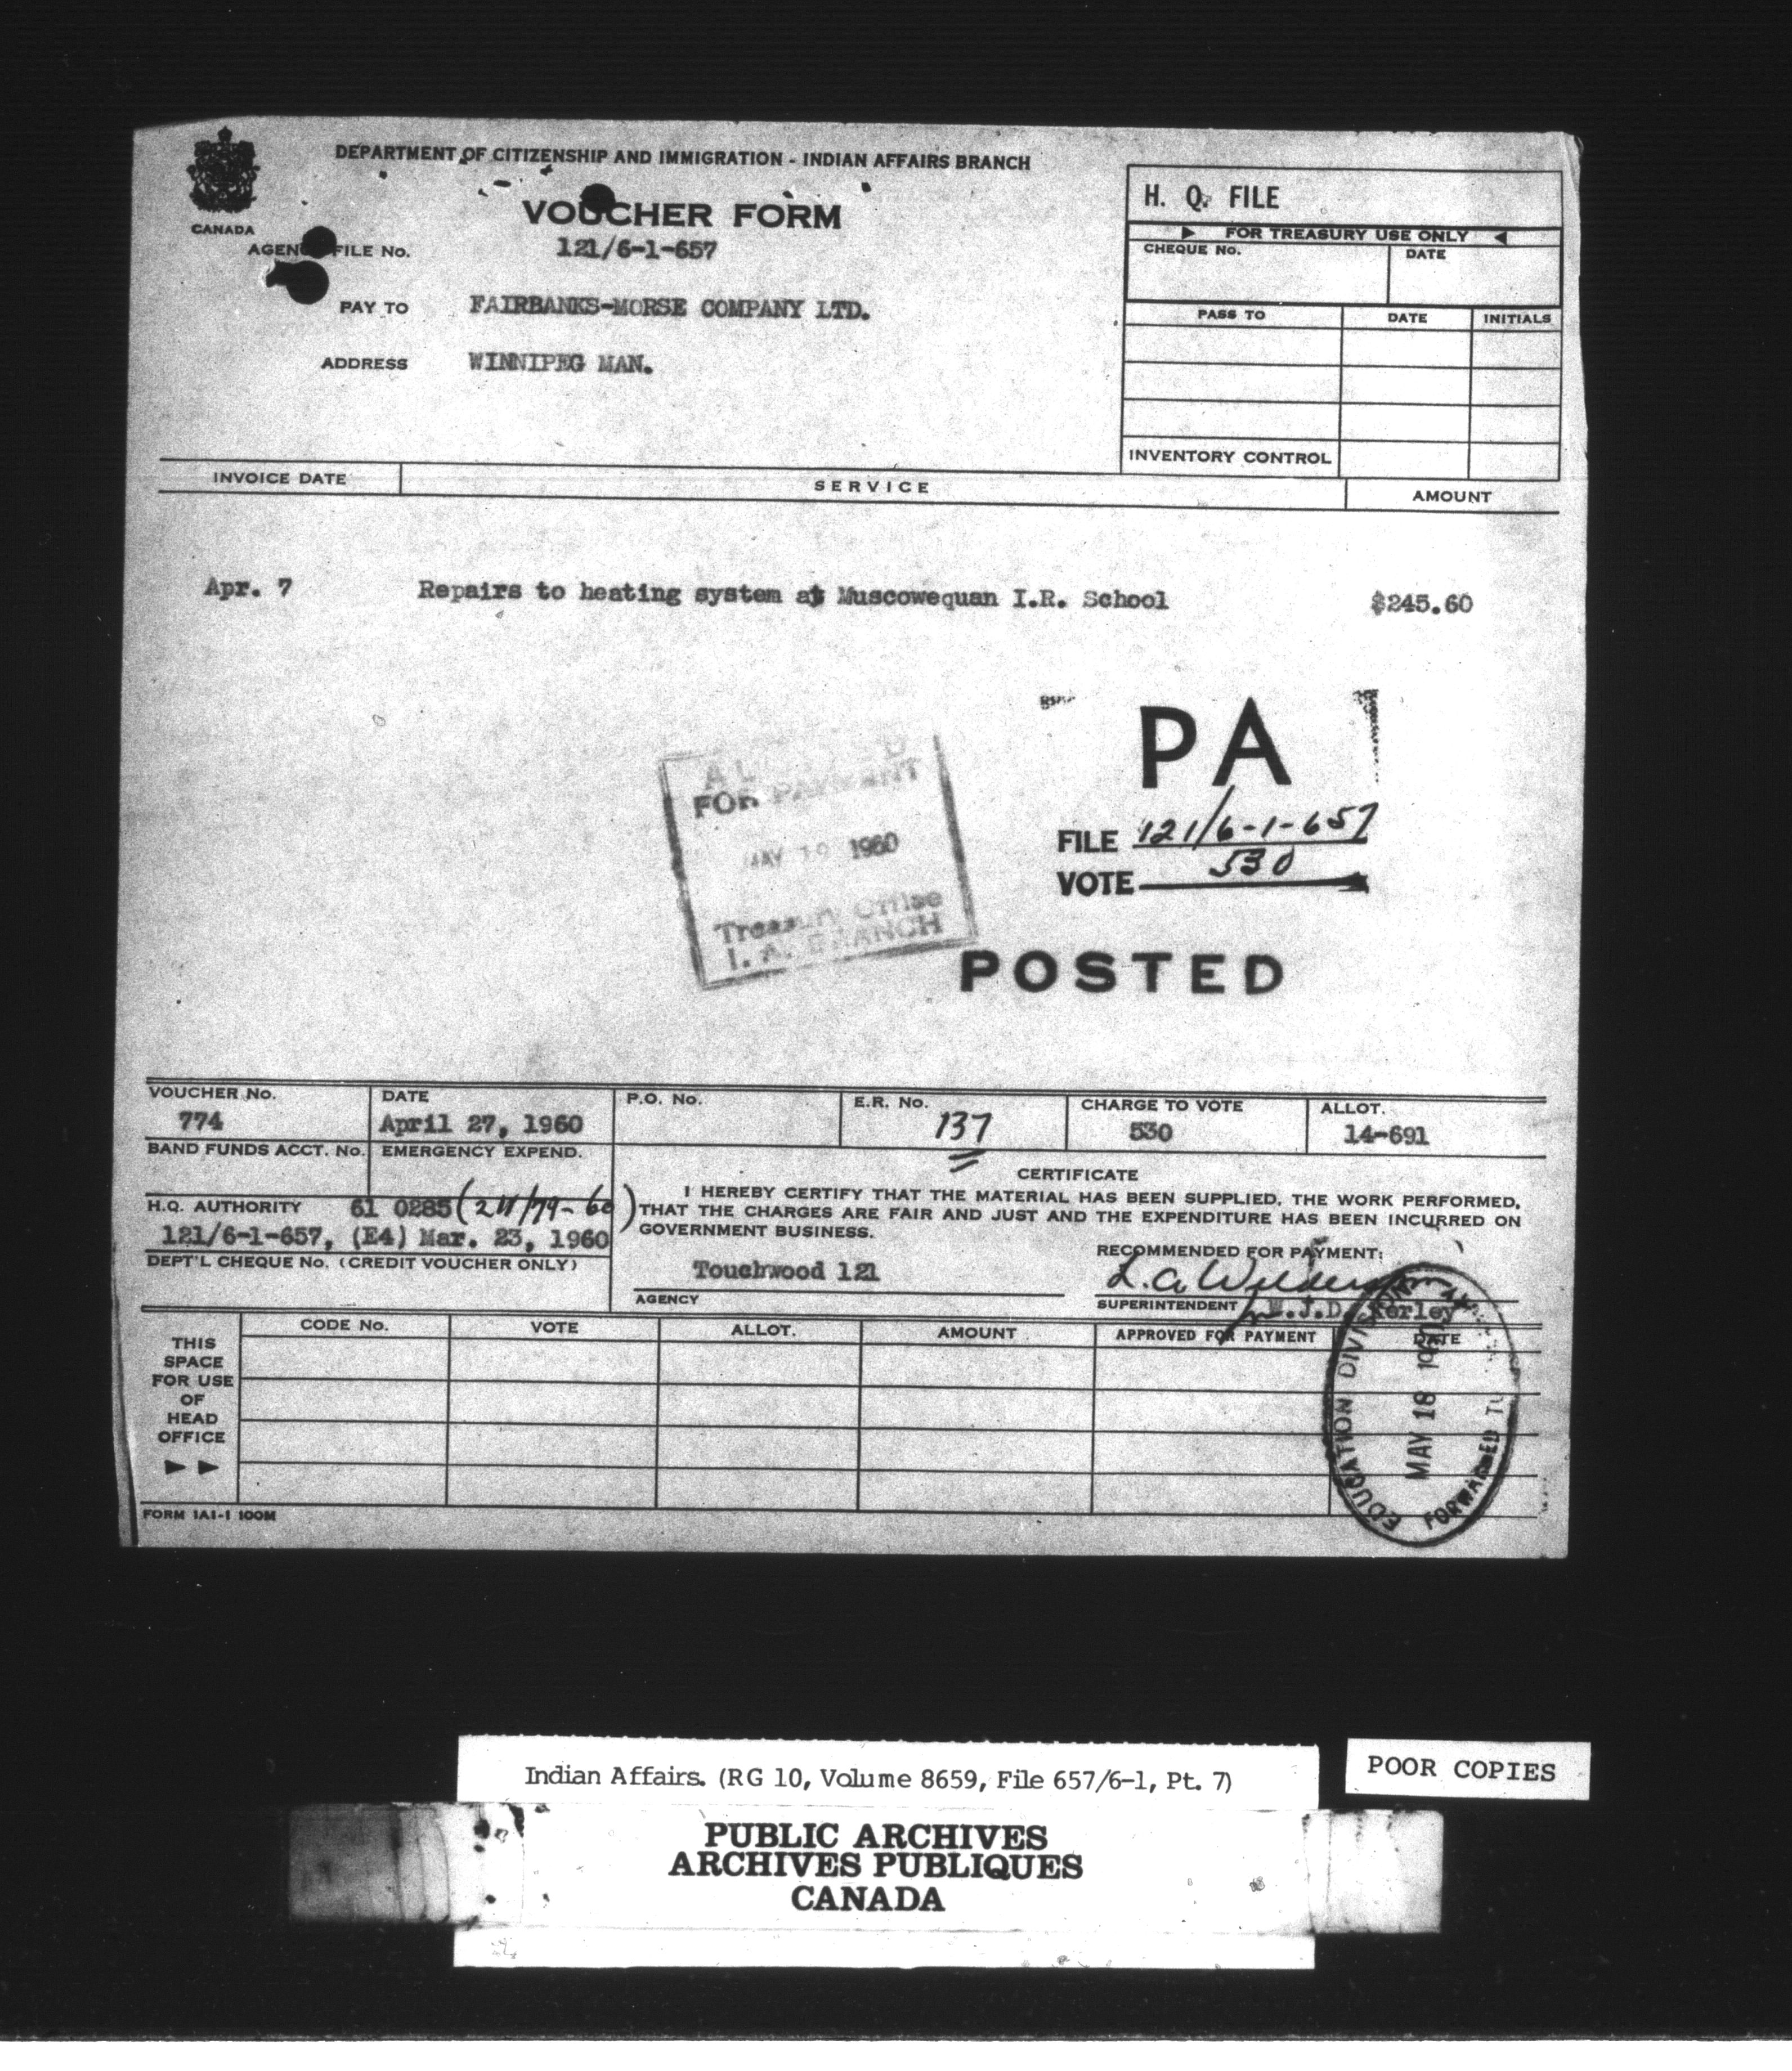 DEPARTMENT OF CITIZENSHIP AND IMMIGRATION - INDIAN AFFAIRS BRANCH
CANADA
VOUCHER FORM
H. Q. FILE
FOR TREASURY USE ONLY
CHEQUE No. DATE
AGENCY FILE No. 121/6-1-657
PAY TO FAIRBANKS-MORSE COMPANY LTD.
ADDRESS WINNIPEG MAN.
PASS TO DATE INITIALS
INVENTORY CONTROL
INVOICE DATE SERVICE AMOUNT
Apr. 7 Repairs to heating system at Muscowequan I.R. School $245.60
FOR PAYMENT
MAY 1960
Treasury Office
I. A. BRANCH
PA
FILE 121/6-1-657
VOTE 530
POSTED
VOUCHER No. DATE P.O. No. E.R. No. CHARGE TO VOTE ALLOT.
774 April 27, 1960 137 530 14-691
BAND FUNDS ACCT. No. EMERGENCY EXPEND.
H.Q. AUTHORITY 61 0285
121/6-1-657, (E4) Mar. 23, 1960
DEPT'L CHEQUE No. (CREDIT VOUCHER ONLY)
CERTIFICATE
I HEREBY CERTIFY THAT THE MATERIAL HAS BEEN SUPPLIED, THE WORK PERFORMED,
THAT THE CHARGES ARE FAIR AND JUST AND THE EXPENDITURE HAS BEEN INCURRED ON
GOVERNMENT BUSINESS.
RECOMMENDED FOR PAYMENT:
Touchwood 121
AGENCY
SUPERINTENDENT W.J.D. Kerley
THIS
SPACE
FOR USE
OF
HEAD
OFFICE
CODE No. VOTE ALLOT. AMOUNT APPROVED FOR PAYMENT DATE
EDUCATION DIVISION
MAY 18
FORWARDED TO
FORM 1A1-1 100M
Indian Affairs. (RG 10, Volume 8659, File 657/6-1, Pt. 7)
POOR COPIES
PUBLIC ARCHIVES
ARCHIVES PUBLIQUES
CANADA